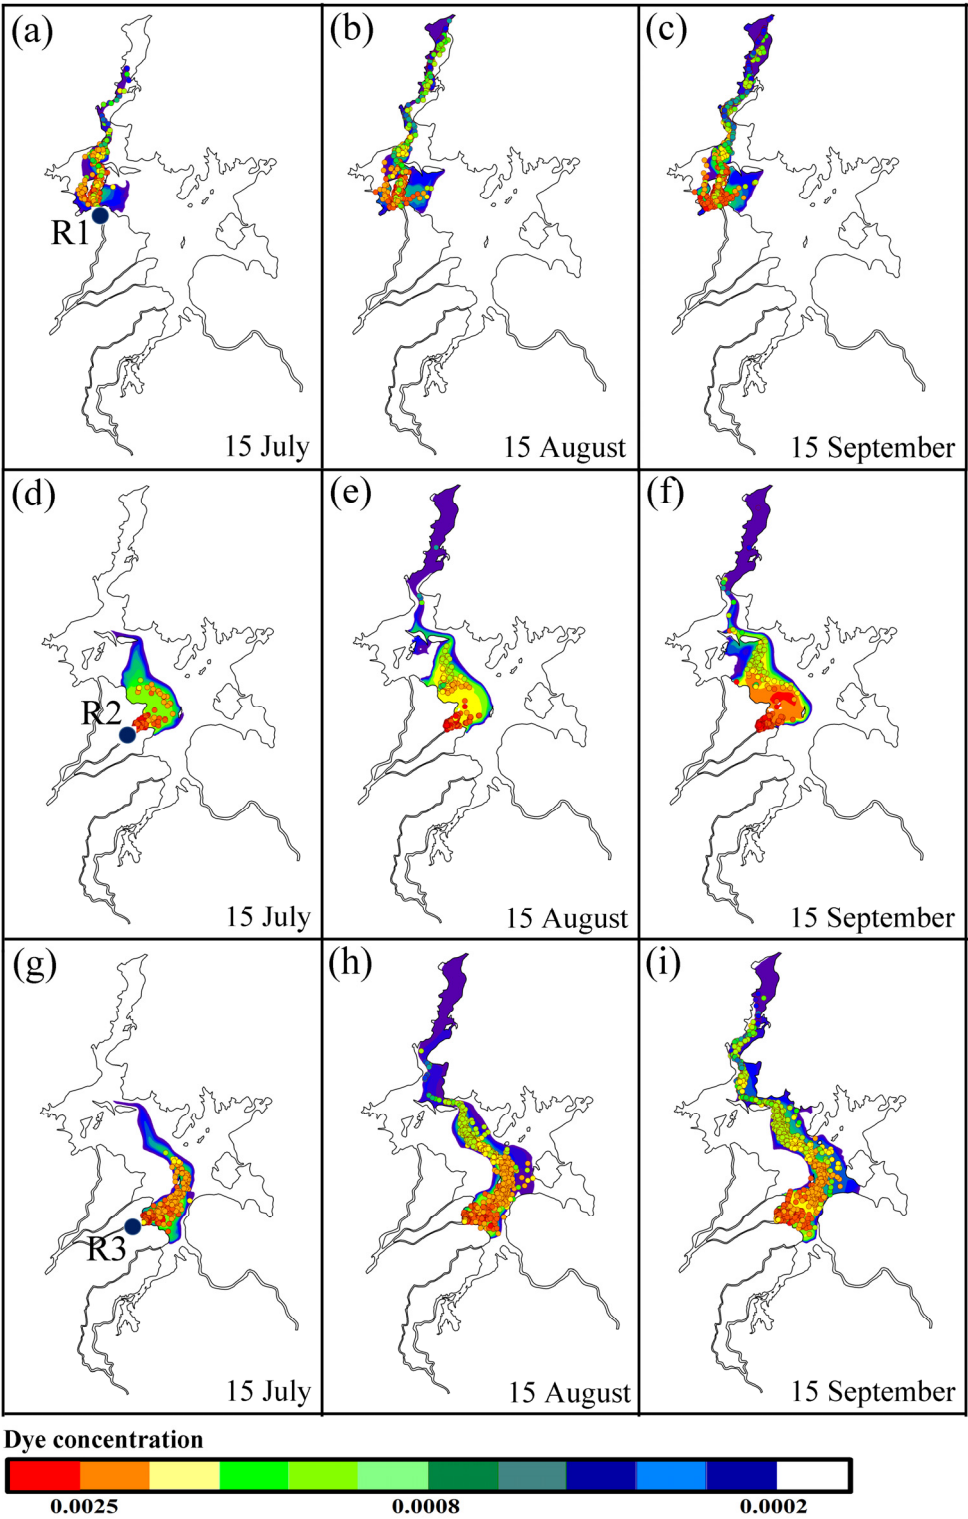 (a)
(b)
(c)
R1
15 July
15 August
15 September
(d)
(e)
(f)
R2
15 July
15 August
15 September
(g)
(h)
(i)
R3
15 July
15 August
15 September
Dye concentration
0.0025
0.0008
0.0002